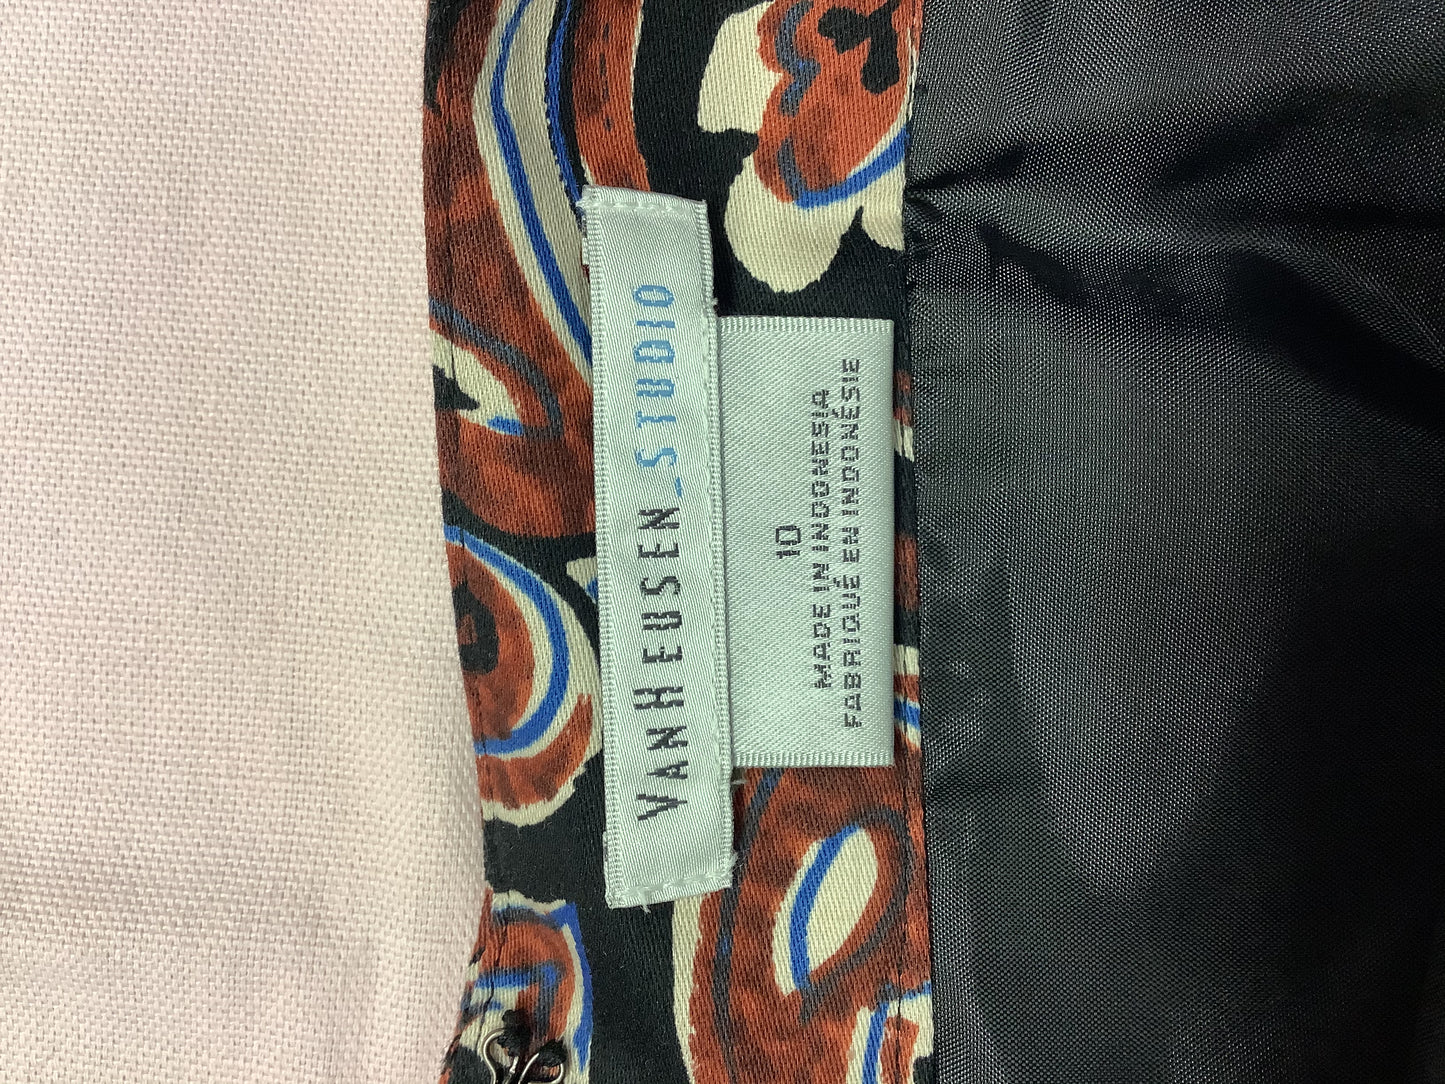 VANHEUSEN_STUDIO
10
MADE IN INDONESIA
FABRIQUÉ EN INDONÉSIE